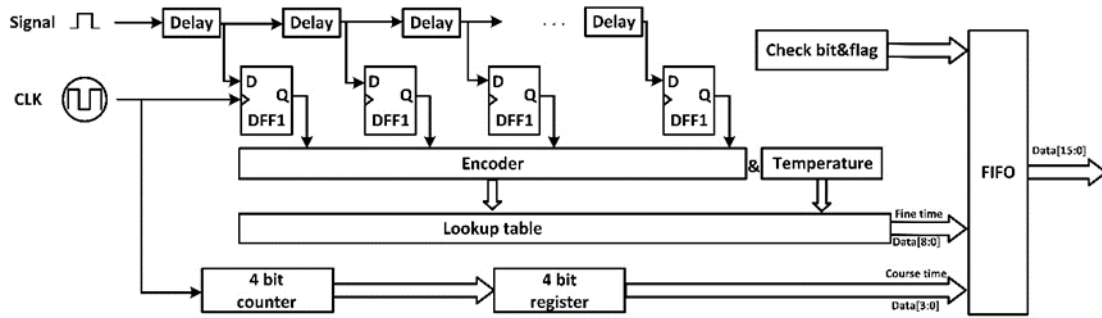 Signal
Delay
Delay
Delay
. . .
Delay
Check bit&flag
CLK
D
Q
DFF1
D
Q
DFF1
D
Q
DFF1
D
Q
DFF1
Encoder
&
Temperature
FIFO
Data[15:0]
Lookup table
Fine time
Data[8:0]
4 bit
counter
4 bit
register
Course time
Data[3:0]